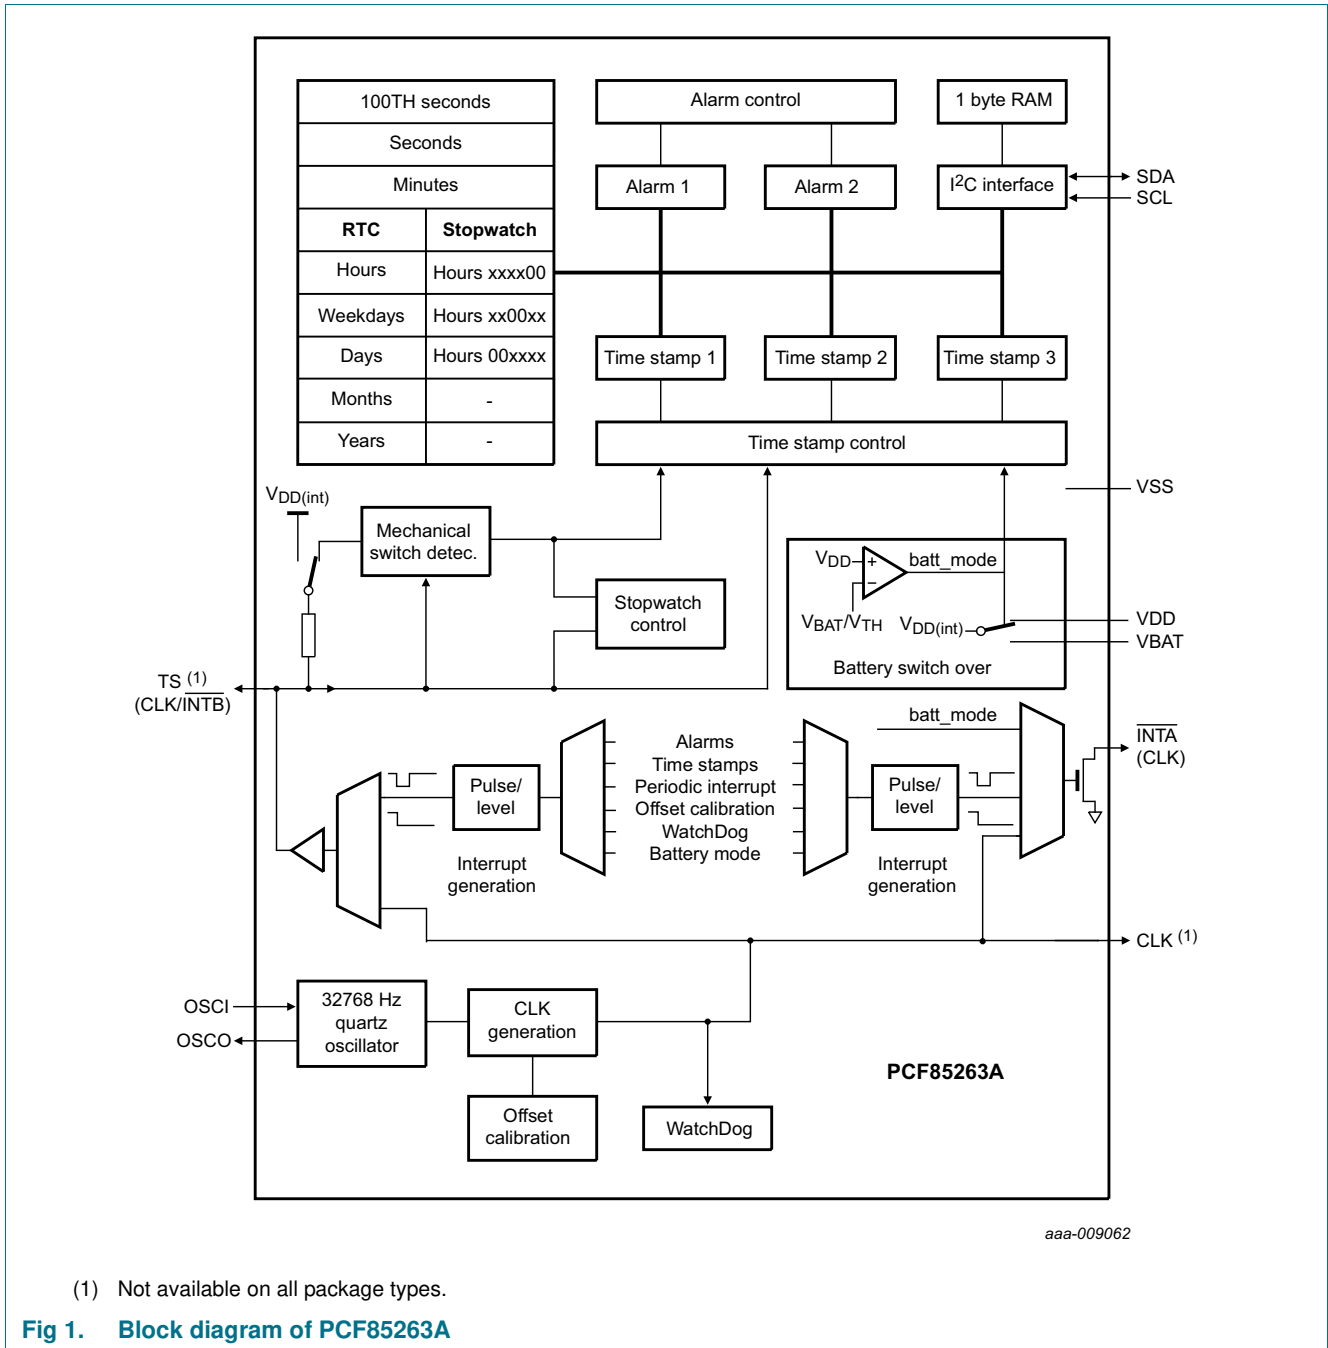 100TH seconds
Seconds
Minutes
RTC Stopwatch
Hours Hours xxxx00
Weekdays Hours xx00xx
Days Hours 00xxxx
Months -
Years -
Alarm control
1 byte RAM
Alarm 1
Alarm 2
I2C interface
SDA
SCL
Time stamp 1
Time stamp 2
Time stamp 3
Time stamp control
VSS
VDD(int)
Mechanical
switch detec.
Stopwatch
control
VDD
+
−
batt_mode
VBAT/VTH
VDD(int)
Battery switch over
VDD
VBAT
TS (1)
(CLK/INTB)
batt_mode
INTA
(CLK)
Pulse/
level
Interrupt
generation
Alarms
Time stamps
Periodic interrupt
Offset calibration
WatchDog
Battery mode
Pulse/
level
Interrupt
generation
CLK (1)
OSCI
OSCO
32768 Hz
quartz
oscillator
CLK
generation
Offset
calibration
WatchDog
PCF85263A
aaa-009062
(1) Not available on all package types.
Fig 1. Block diagram of PCF85263A